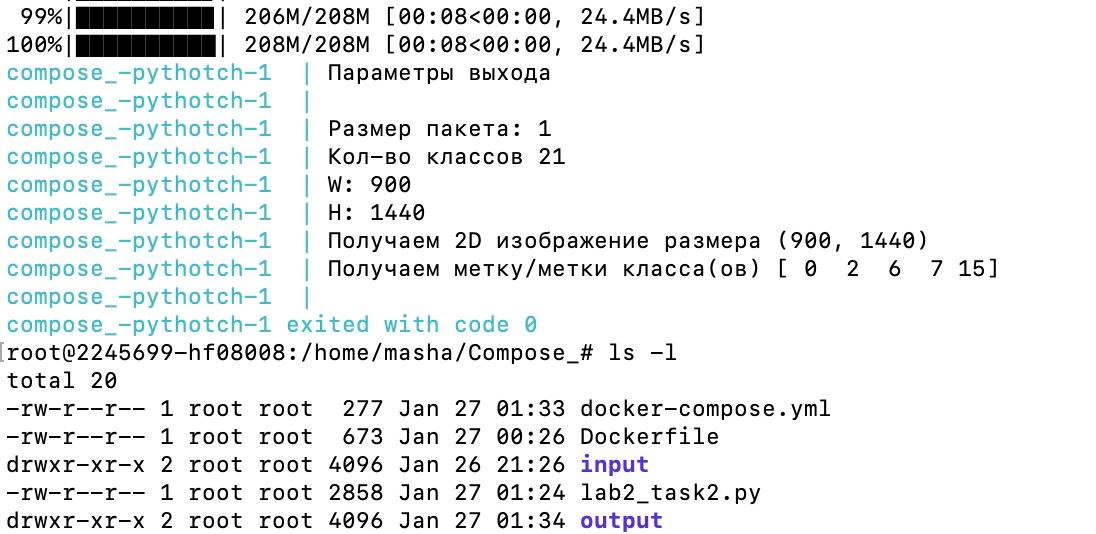 99%|██████████| 206M/208M [00:08<00:00, 24.4MB/s]
100%|██████████| 208M/208M [00:08<00:00, 24.4MB/s]
compose_-pythotch-1  | Параметры выхода
compose_-pythotch-1  |
compose_-pythotch-1  | Размер пакета: 1
compose_-pythotch-1  | Кол-во классов 21
compose_-pythotch-1  | W: 900
compose_-pythotch-1  | H: 1440
compose_-pythotch-1  | Получаем 2D изображение размера (900, 1440)
compose_-pythotch-1  | Получаем метку/метки класса(ов) [ 0  2  6  7 15]
compose_-pythotch-1  |
compose_-pythotch-1 exited with code 0
[root@2245699-hf08008:/home/masha/Compose_# ls -l
total 20
-rw-r--r-- 1 root root  277 Jan 27 01:33 docker-compose.yml
-rw-r--r-- 1 root root  673 Jan 27 00:26 Dockerfile
drwxr-xr-x 2 root root 4096 Jan 26 21:26 input
-rw-r--r-- 1 root root 2858 Jan 27 01:24 lab2_task2.py
drwxr-xr-x 2 root root 4096 Jan 27 01:34 output